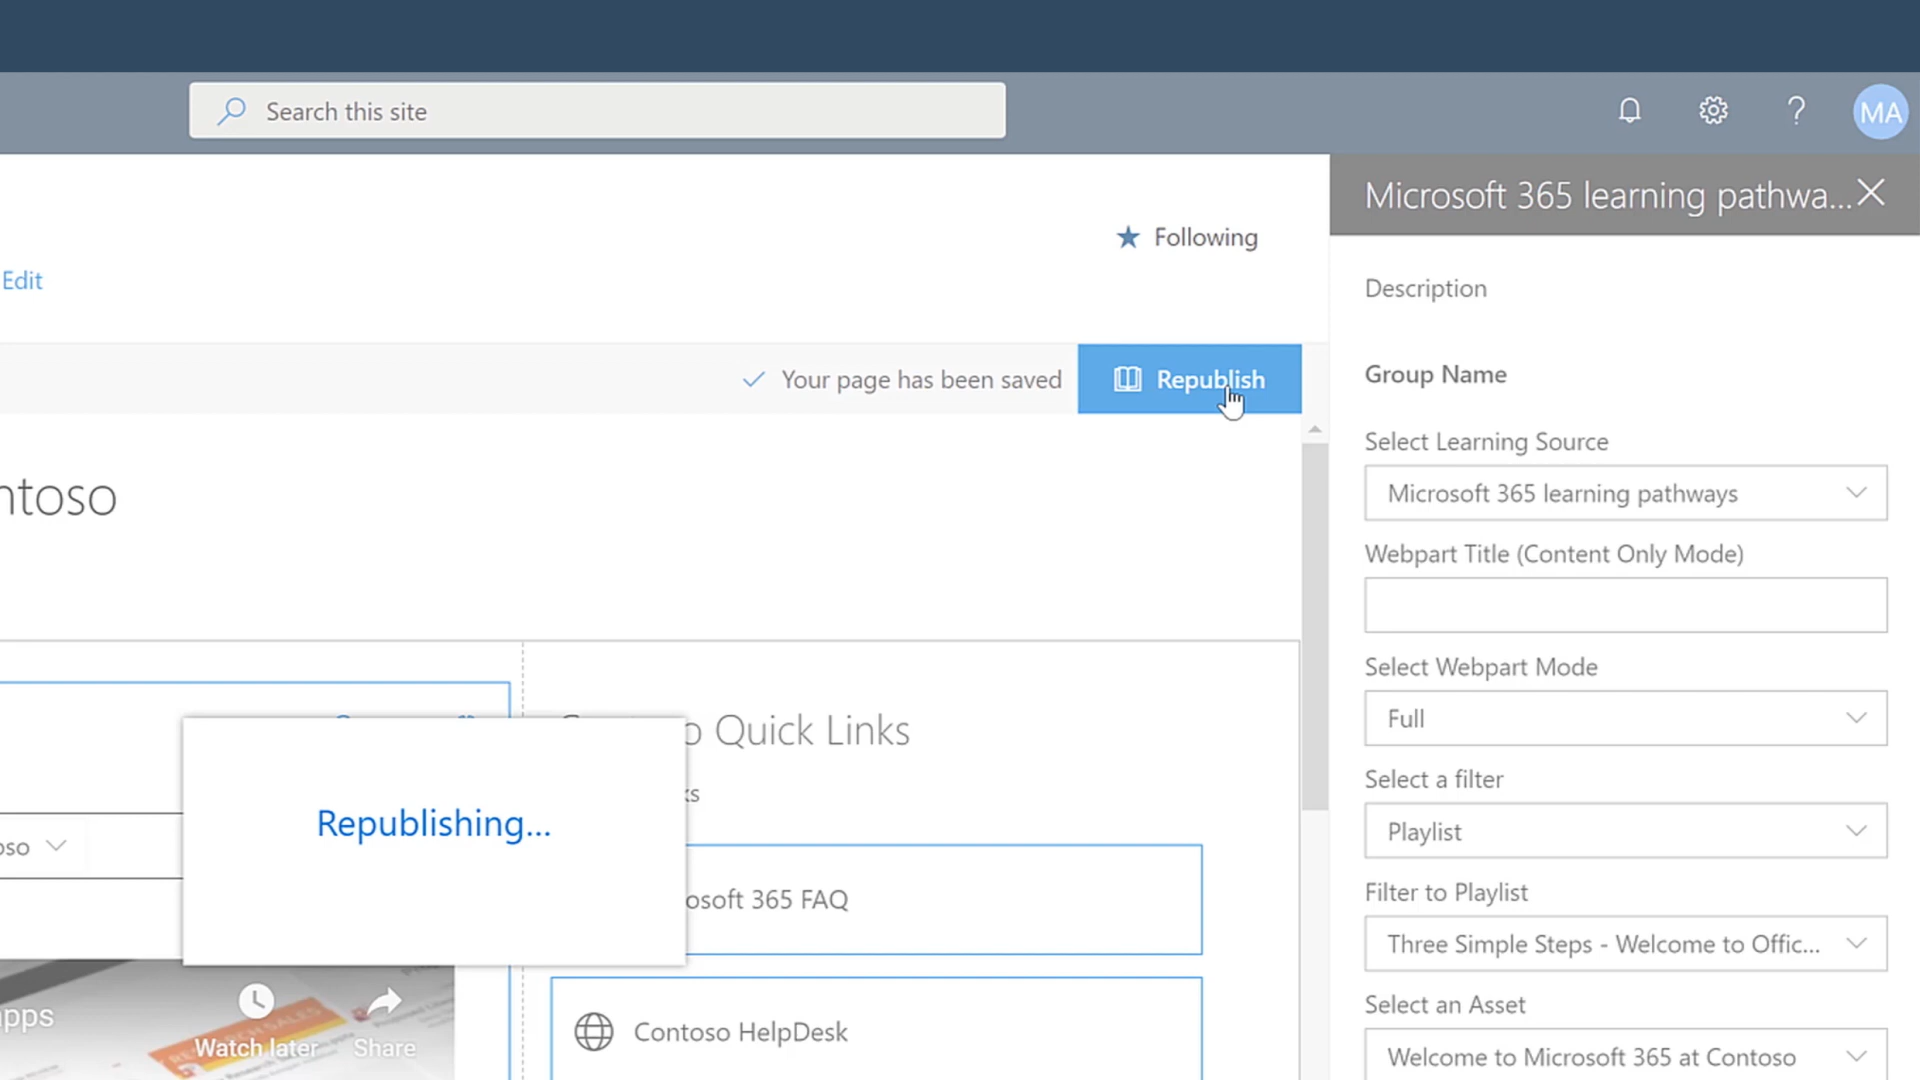 Search this site
MA
Microsoft 365 learning pathwa...
Following
Edit
Description
Your page has been saved
Republish
Group Name
Select Learning Source
Microsoft 365 learning pathways
ntoso
Webpart Title (Content Only Mode)
Select Webpart Mode
Full
o Quick Links
ks
Select a filter
Playlist
Republishing...
oso
osoft 365 FAQ
Filter to Playlist
Three Simple Steps - Welcome to Offic...
Select an Asset
apps
Watch later
Share
Contoso HelpDesk
Welcome to Microsoft 365 at Contoso